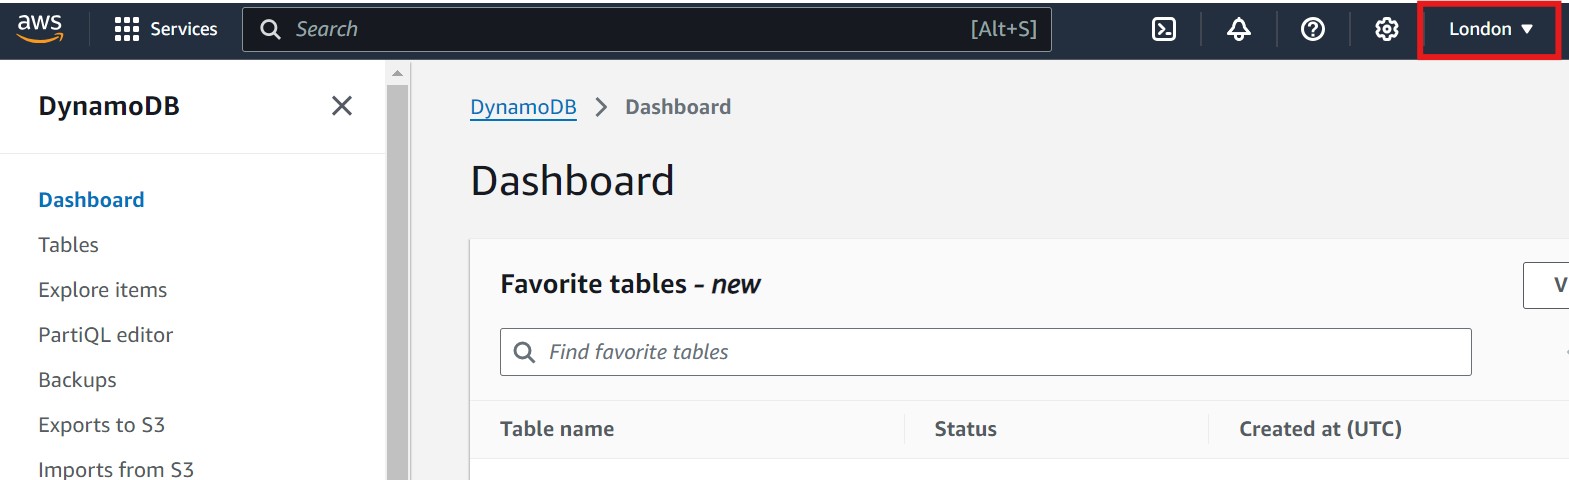 aws Services Search [Alt+S] London
DynamoDB
Dashboard
Tables
Explore items
PartiQL editor
Backups
Exports to S3
Imports from S3
DynamoDB Dashboard
Dashboard
Favorite tables - new
V
Find favorite tables
Table name Status Created at (UTC)